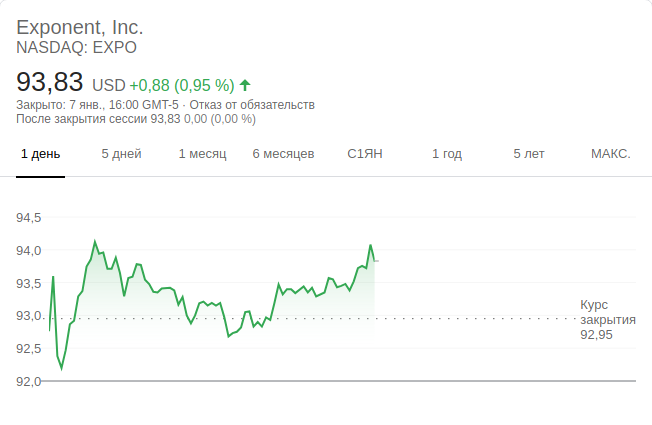 Exponent, Inc.
NASDAQ: EXPO
93,83 USD +0,88 (0,95 %)
Закрыто: 7 янв., 16:00 GMT-5 · Отказ от обязательств
После закрытия сессии 93,83 0,00 (0,00 %)
1 день 5 дней 1 месяц 6 месяцев С1ЯН 1 год 5 лет МАКС.
94,5
94,0
93,5
93,0
92,5
92,0
Курс
закрытия
92,95